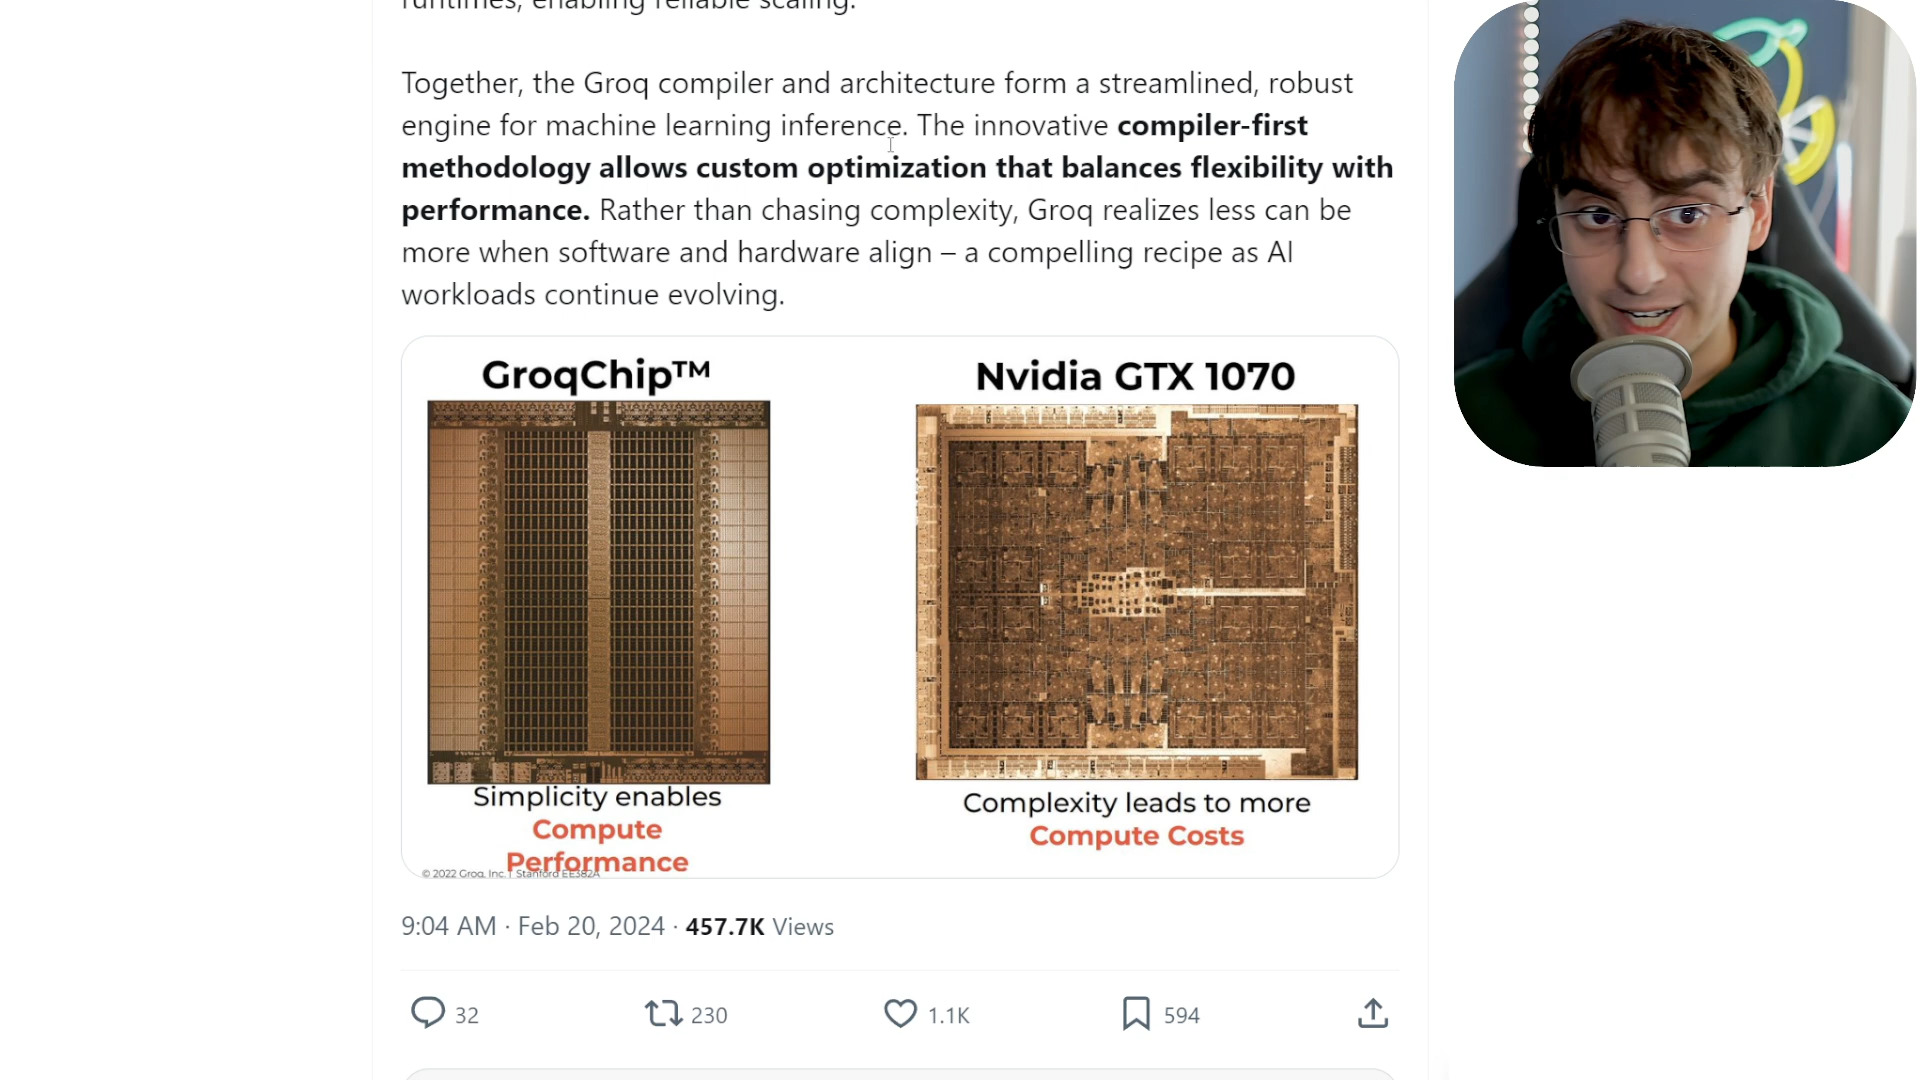 runtimes, enabling reliable scaling.
Together, the Groq compiler and architecture form a streamlined, robust
engine for machine learning inference. The innovative compiler-first
methodology allows custom optimization that balances flexibility with
performance. Rather than chasing complexity, Groq realizes less can be
more when software and hardware align – a compelling recipe as AI
workloads continue evolving.
GroqChip™
Nvidia GTX 1070
Simplicity enables
Compute
Performance
Complexity leads to more
Compute Costs
© 2022 Groq, Inc. | Stanford EE382A
9:04 AM · Feb 20, 2024 · 457.7K Views
32
230
1.1K
594